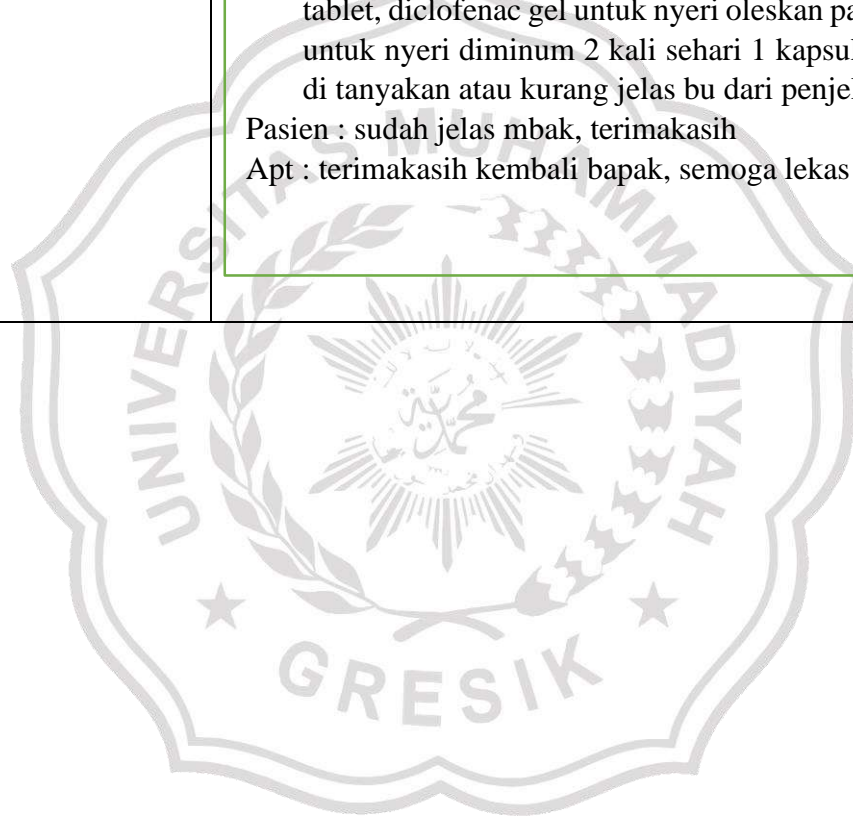 tablet, diclofenac gel untuk nyeri oleskan pa
untuk nyeri diminum 2 kali sehari 1 kapsul
di tanyakan atau kurang jelas bu dari penjel
Pasien : sudah jelas mbak, terimakasih
Apt : terimakasih kembali bapak, semoga lekas
UNIVERSITAS MUHAMMADIYAH
GRESIK